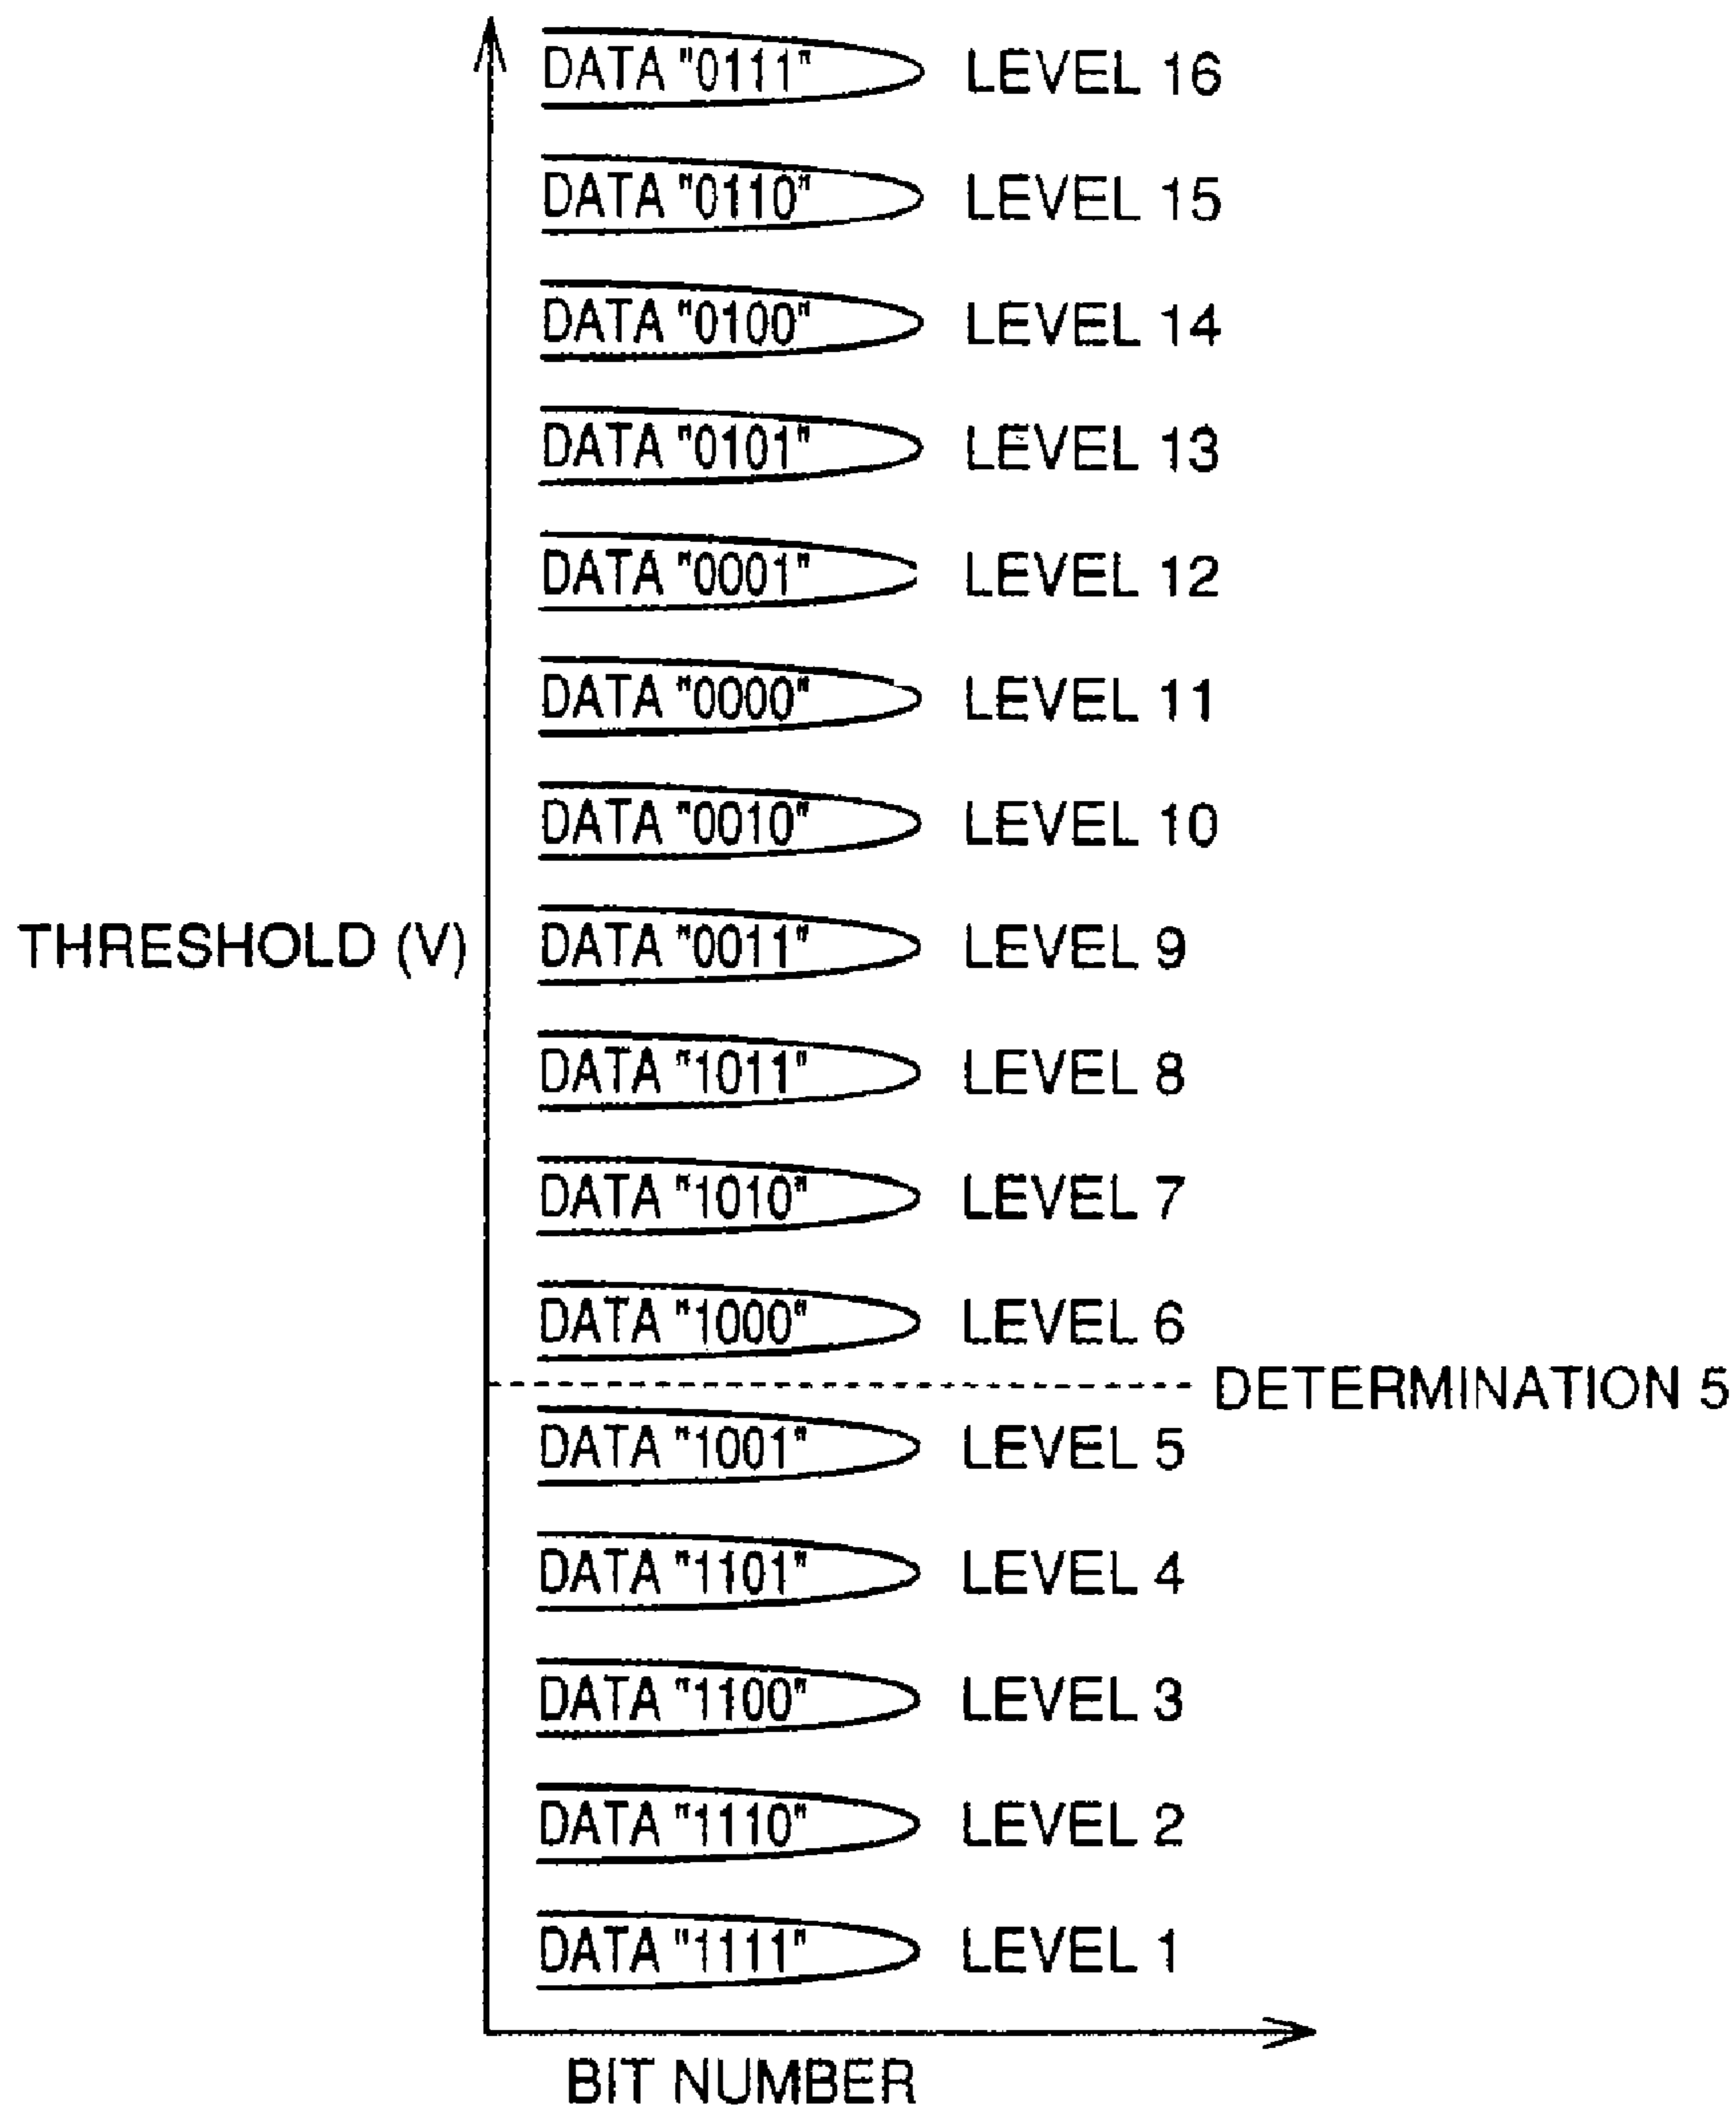 DATA "0111" LEVEL 16
DATA "0110" LEVEL 15
DATA "0100" LEVEL 14
DATA "0101" LEVEL 13
DATA "0001" LEVEL 12
DATA "0000" LEVEL 11
DATA "0010" LEVEL 10
THRESHOLD (V) DATA "0011" LEVEL 9
DATA "1011" LEVEL 8
DATA "1010" LEVEL 7
DATA "1000" LEVEL 6
DETERMINATION 5
DATA "1001" LEVEL 5
DATA "1101" LEVEL 4
DATA "1100" LEVEL 3
DATA "1110" LEVEL 2
DATA "1111" LEVEL 1
BIT NUMBER